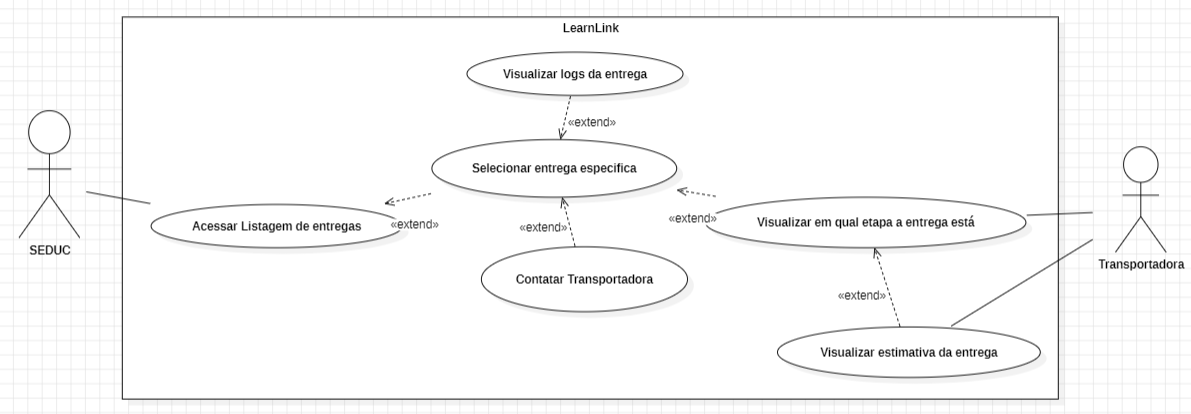 LearnLink
Visualizar logs da entrega
«extend»
Selecionar entrega especifica
Acessar Listagem de entregas
«extend»
«extend»
«extend»
Visualizar em qual etapa a entrega está
Contatar Transportadora
«extend»
Visualizar estimativa da entrega
SEDUC
Transportadora